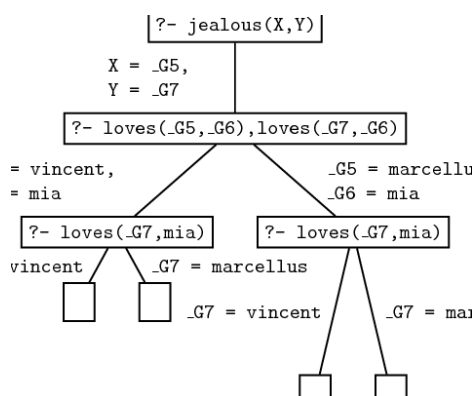 ?- jealous(X,Y)
X = _G5,
Y = _G7
?- loves(_G5,_G6),loves(_G7,_G6)
= vincent,
= mia
_G5 = marcellu
_G6 = mia
?- loves(_G7,mia)
?- loves(_G7,mia)
vincent
_G7 = marcellus
_G7 = vincent
_G7 = mar